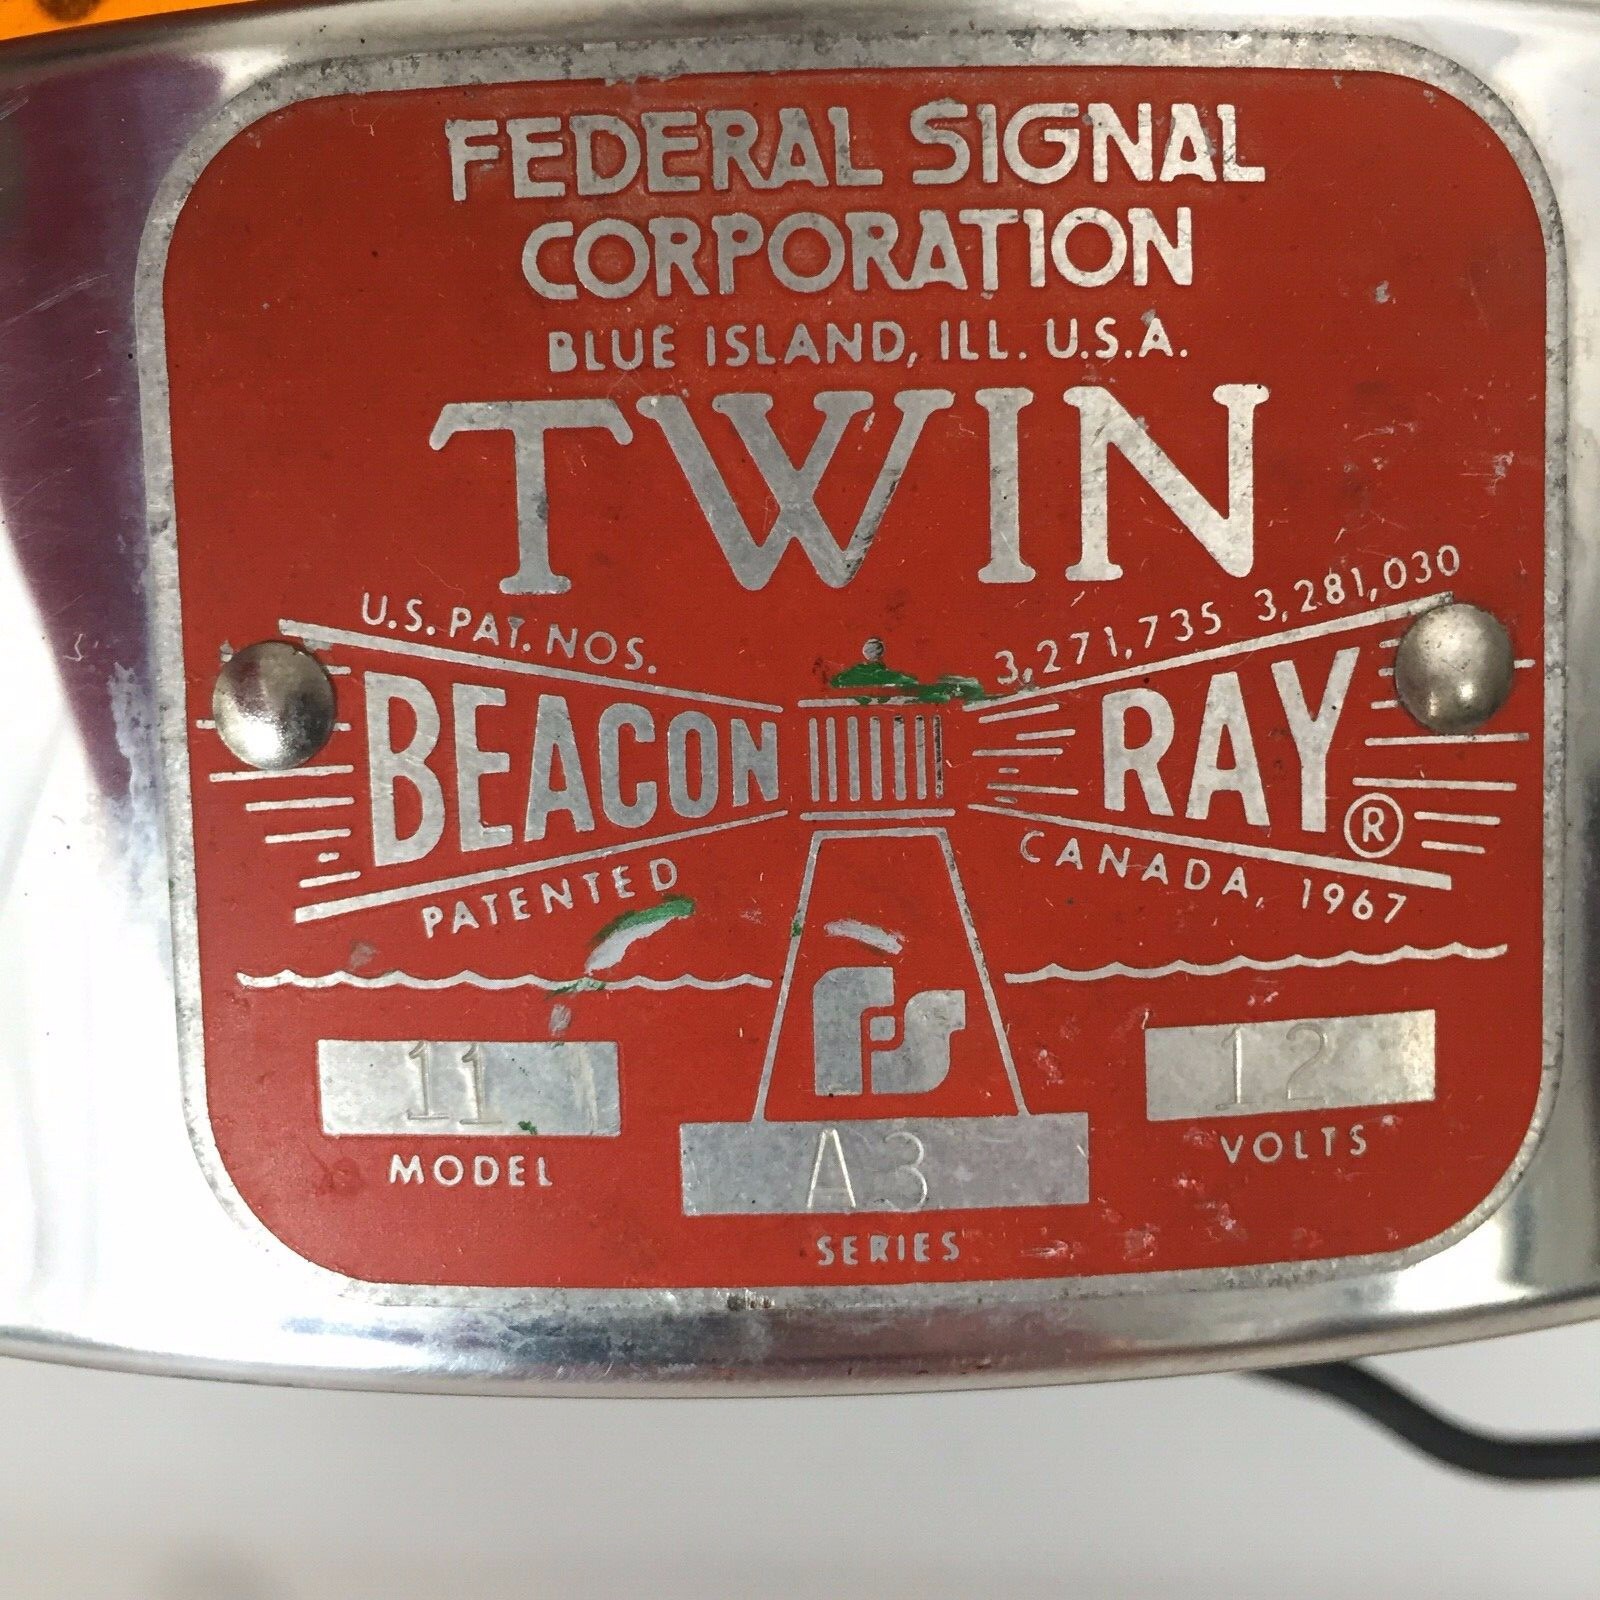 FEDERAL SIGNAL
CORPORATION
BLUE ISLAND, ILL. U.S.A.
TWIN
U.S. PAT. NOS. 3,271,735 3,281,030
BEACON RAY®
PATENTED CANADA, 1967
FS
11 12
MODEL VOLTS
A3
SERIES